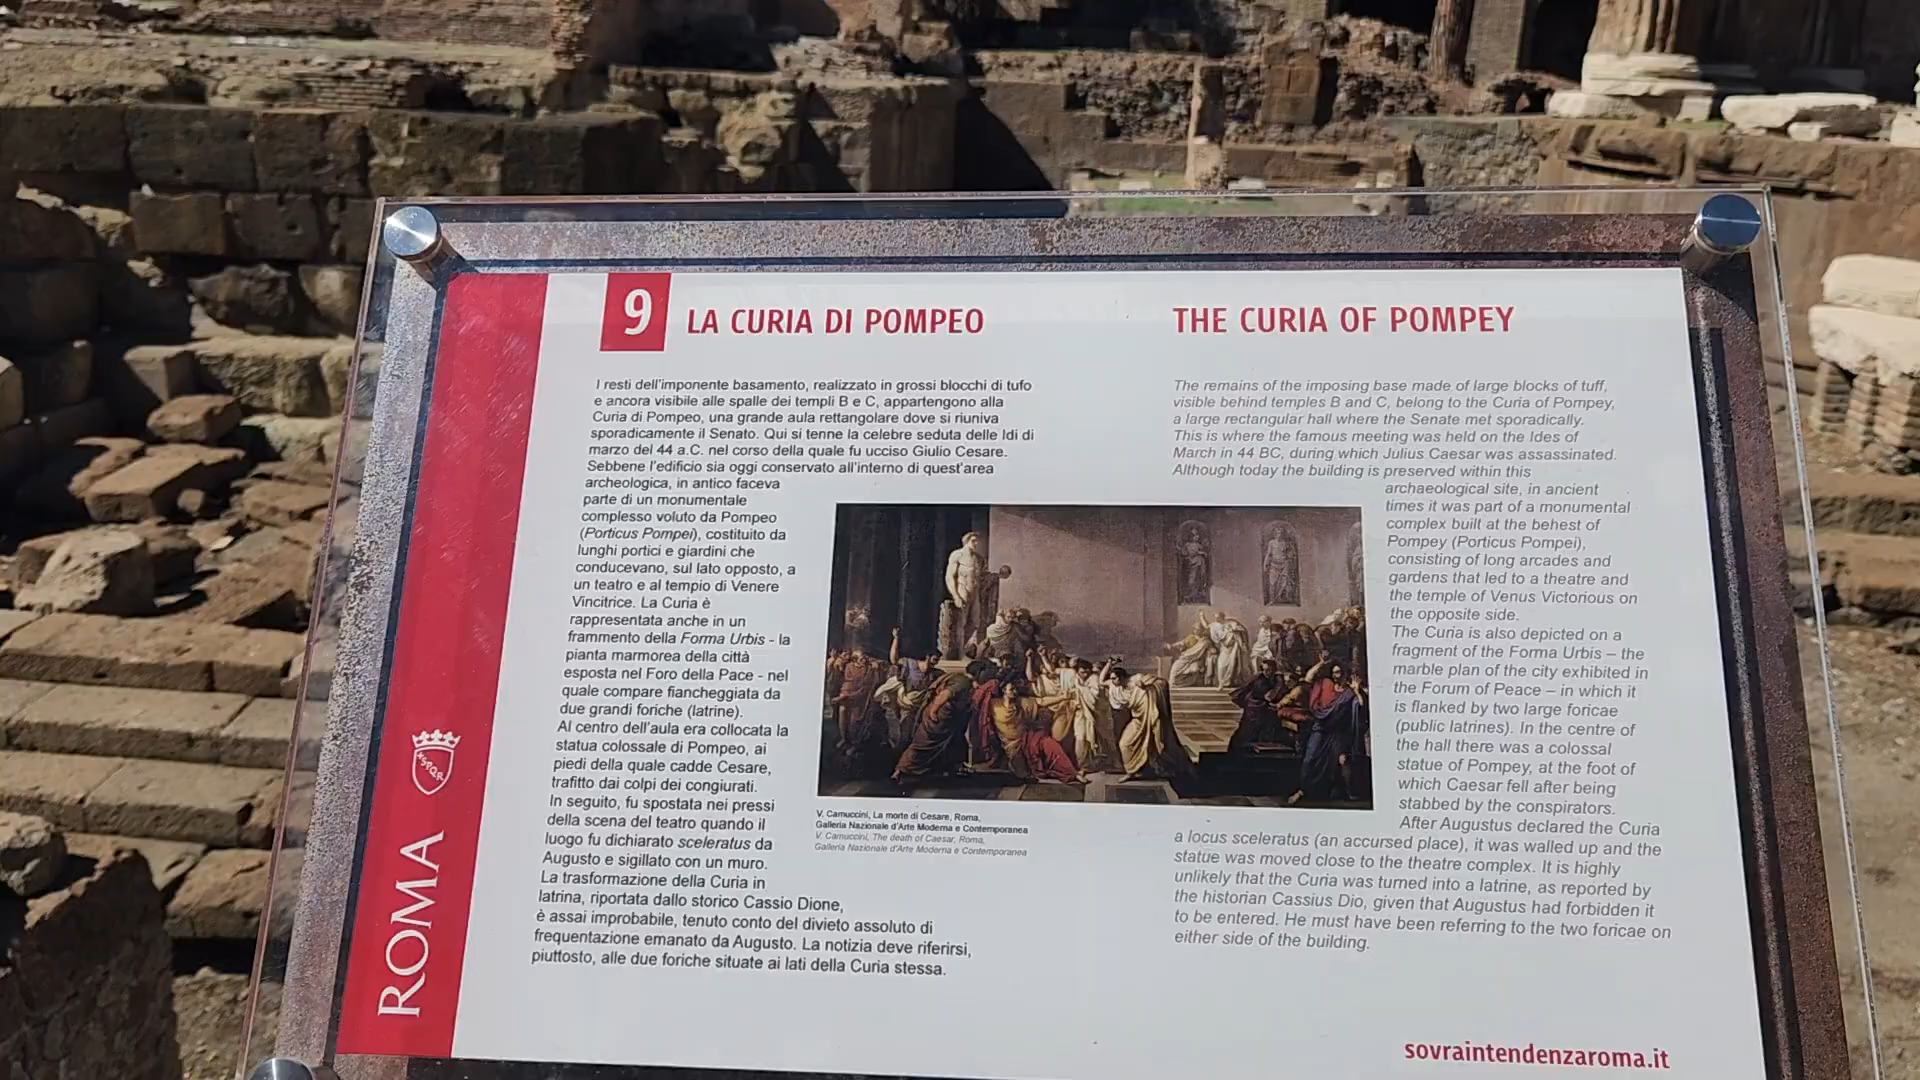 9
LA CURIA DI POMPEO
I resti dell'imponente basamento, realizzato in grossi blocchi di tufo
e ancora visibile alle spalle dei templi B e C, appartengono alla
Curia di Pompeo, una grande aula rettangolare dove si riuniva
sporadicamente il Senato. Qui si tenne la celebre seduta delle Idi di
marzo del 44 a.C. nel corso della quale fu ucciso Giulio Cesare.
Sebbene l'edificio sia oggi conservato all'interno di quest'area
archeologica, in antico faceva
parte di un monumentale
complesso voluto da Pompeo
(Porticus Pompei), costituito da
lunghi portici e giardini che
conducevano, sul lato opposto, a
un teatro e al tempio di Venere
Vincitrice. La Curia è
rappresentata anche in un
frammento della Forma Urbis - la
pianta marmorea della città
esposta nel Foro della Pace - nel
quale compare fiancheggiata da
due grandi foriche (latrine).
Al centro dell'aula era collocata la
statua colossale di Pompeo, ai
piedi della quale cadde Cesare,
trafitto dai colpi dei congiurati.
In seguito, fu spostata nei pressi
della scena del teatro quando il
luogo fu dichiarato sceleratus da
Augusto e sigillato con un muro.
La trasformazione della Curia in
latrina, riportata dallo storico Cassio Dione,
è assai improbabile, tenuto conto del divieto assoluto di
frequentazione emanato da Augusto. La notizia deve riferirsi,
piuttosto, alle due foriche situate ai lati della Curia stessa.
V. Camuccini, La morte di Cesare, Roma,
Galleria Nazionale d'Arte Moderna e Contemporanea
V. Camuccini, The death of Caesar, Roma,
Galleria Nazionale d'Arte Moderna e Contemporanea
THE CURIA OF POMPEY
The remains of the imposing base made of large blocks of tuff,
visible behind temples B and C, belong to the Curia of Pompey,
a large rectangular hall where the Senate met sporadically.
This is where the famous meeting was held on the Ides of
March in 44 BC, during which Julius Caesar was assassinated.
Although today the building is preserved within this
archaeological site, in ancient
times it was part of a monumental
complex built at the behest of
Pompey (Porticus Pompei),
consisting of long arcades and
gardens that led to a theatre and
the temple of Venus Victorious on
the opposite side.
The Curia is also depicted on a
fragment of the Forma Urbis – the
marble plan of the city exhibited in
the Forum of Peace – in which it
is flanked by two large foricae
(public latrines). In the centre of
the hall there was a colossal
statue of Pompey, at the foot of
which Caesar fell after being
stabbed by the conspirators.
After Augustus declared the Curia
a locus sceleratus (an accursed place), it was walled up and the
statue was moved close to the theatre complex. It is highly
unlikely that the Curia was turned into a latrine, as reported by
the historian Cassius Dio, given that Augustus had forbidden it
to be entered. He must have been referring to the two foricae on
either side of the building.
SPQR
ROMA
sovraintendenzaroma.it